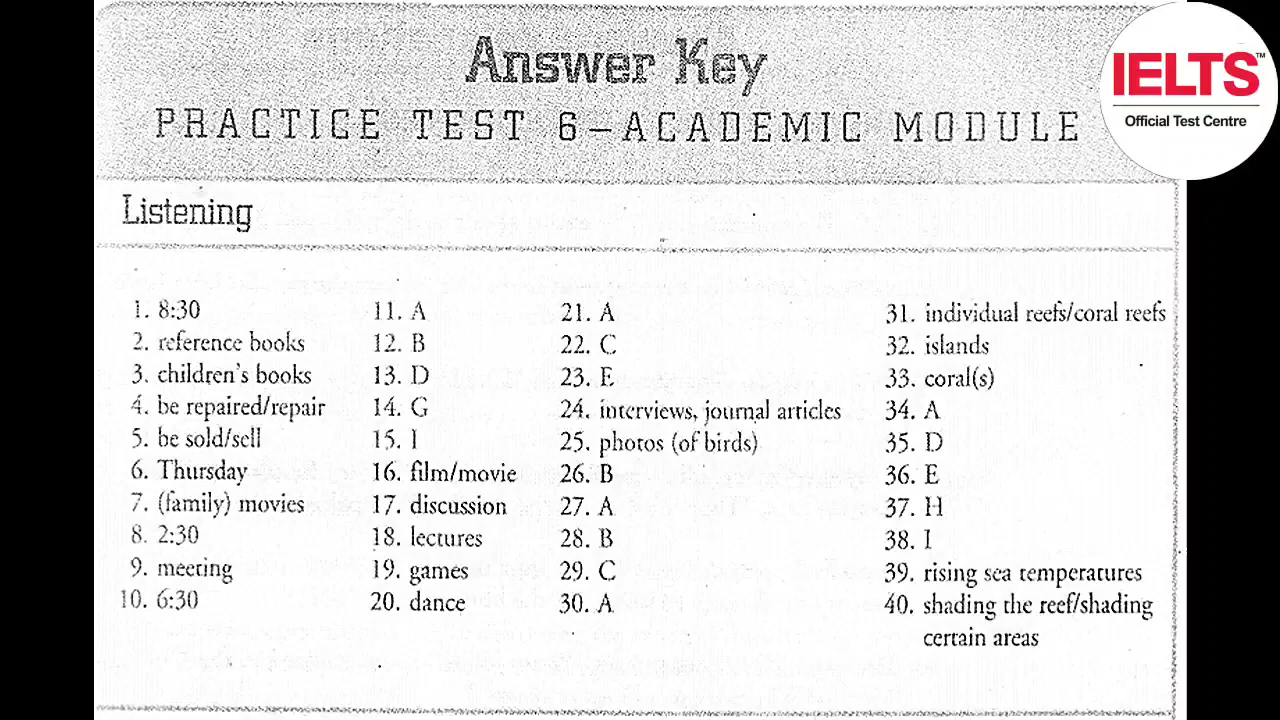 Answer Key
PRACTICE TEST 6–ACADEMIC MODULE
IELTS™
Official Test Centre
Listening
1. 8:30
2. reference books
3. children's books
4. be repaired/repair
5. be sold/sell
6. Thursday
7. (family) movies
8. 2:30
9. meeting
10. 6:30
11. A
12. B
13. D
14. G
15. I
16. film/movie
17. discussion
18. lectures
19. games
20. dance
21. A
22. C
23. E
24. interviews, journal articles
25. photos (of birds)
26. B
27. A
28. B
29. C
30. A
31. individual reefs/coral reefs
32. islands
33. coral(s)
34. A
35. D
36. E
37. H
38. I
39. rising sea temperatures
40. shading the reef/shading
certain areas